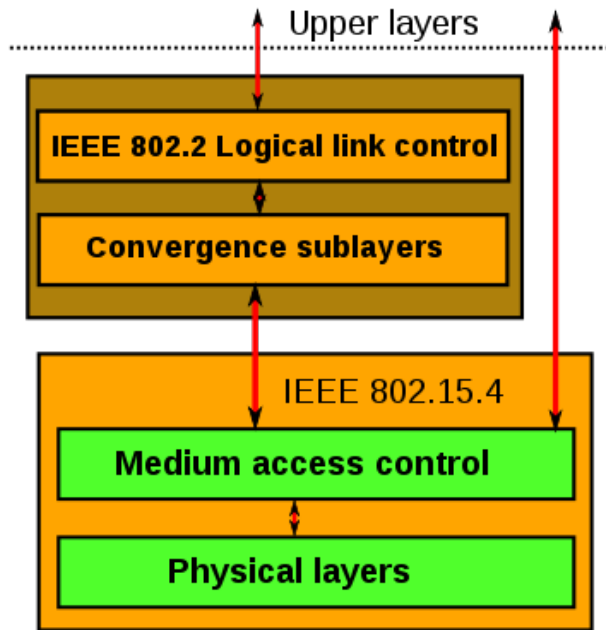 Upper layers
IEEE 802.2 Logical link control
Convergence sublayers
IEEE 802.15.4
Medium access control
Physical layers